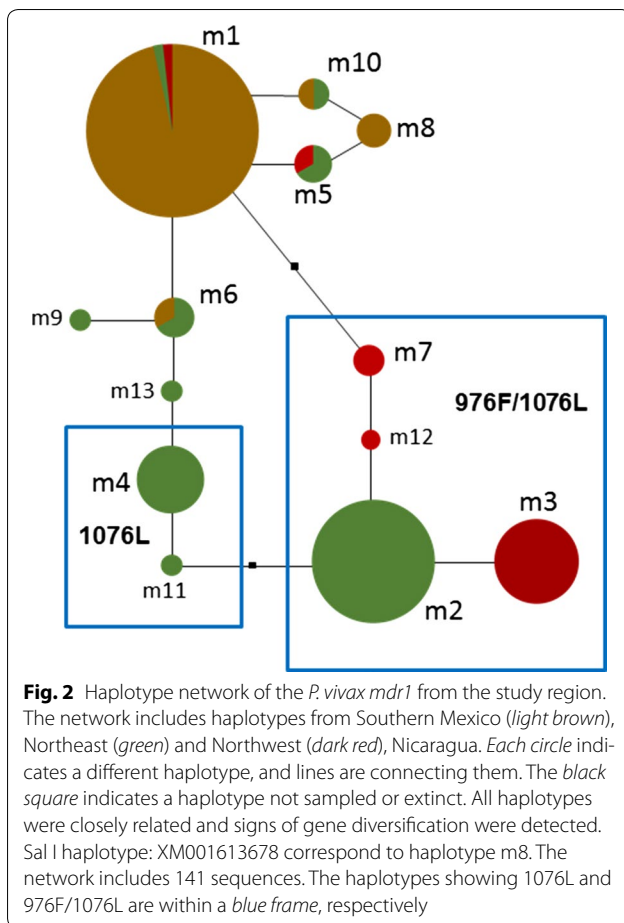 m1
m10
m8
m5
m6
m9
m7
976F/1076L
m13
m12
m4
m3
1076L
m11
m2
Fig. 2 Haplotype network of the P. vivax mdr1 from the study region.
The network includes haplotypes from Southern Mexico (light brown),
Northeast (green) and Northwest (dark red), Nicaragua. Each circle indi-
cates a different haplotype, and lines are connecting them. The black
square indicates a haplotype not sampled or extinct. All haplotypes
were closely related and signs of gene diversification were detected.
Sal I haplotype: XM001613678 correspond to haplotype m8. The
network includes 141 sequences. The haplotypes showing 1076L and
976F/1076L are within a blue frame, respectively